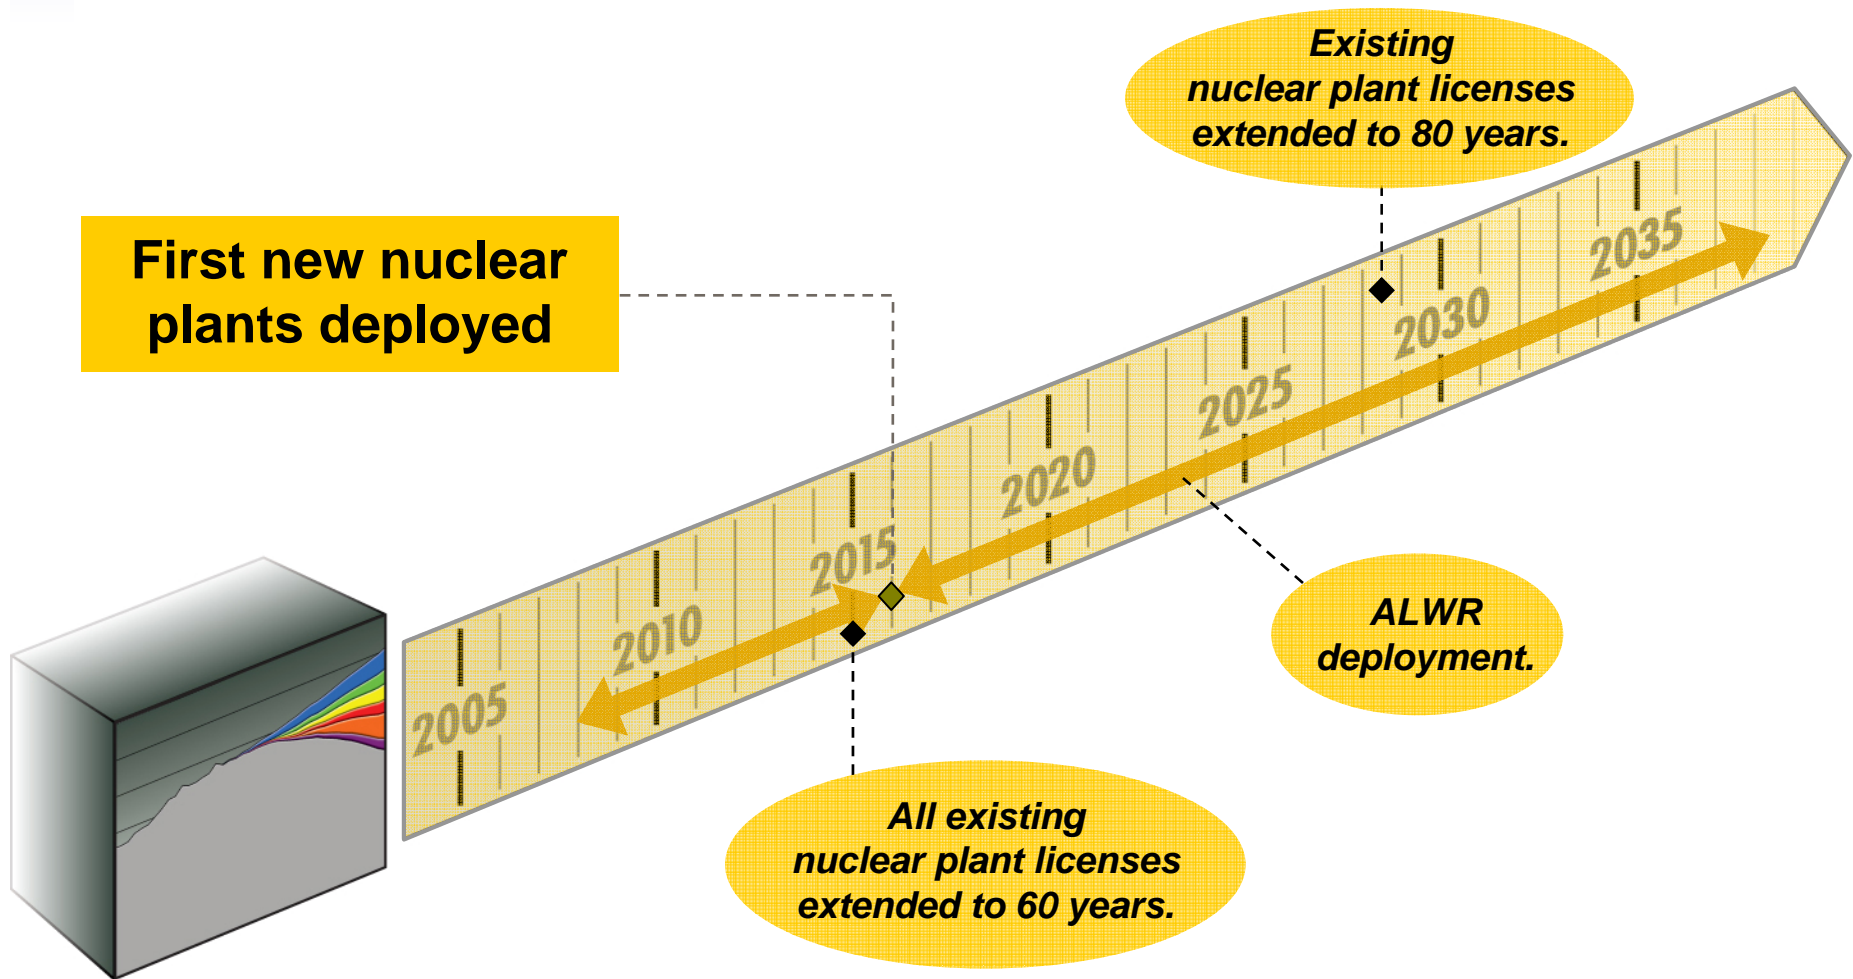 Existing
nuclear plant licenses
extended to 80 years.
First new nuclear
plants deployed
2005
2010
2015
2020
2025
2030
2035
ALWR
deployment.
All existing
nuclear plant licenses
extended to 60 years.